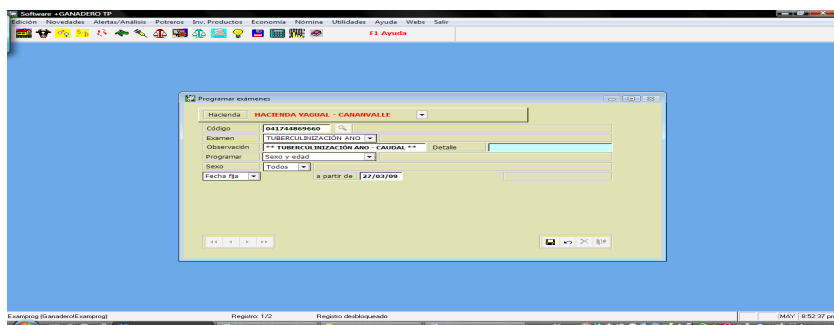 Software +GANADERO TP
Edición Novedades Alertas/Análisis Potreros Inv. Productos Economía Nómina Utilidades Ayuda Webs Salir
F1 Ayuda
Programar exámenes
Hacienda HACIENDA YAGUAL - CANANVALLE
Código 041744869660
Examen TUBERCULINIZACIÓN ANO
Observación ** TUBERCULINIZACIÓN ANO - CAUDAL ** Detalle
Programar Sexo y edad
Sexo Todos
Fecha fija a partir de 27/03/09
Examprog (Ganadero!Examprog) Registro: 1/2 Registro desbloqueado MAY 8:52:37 pm